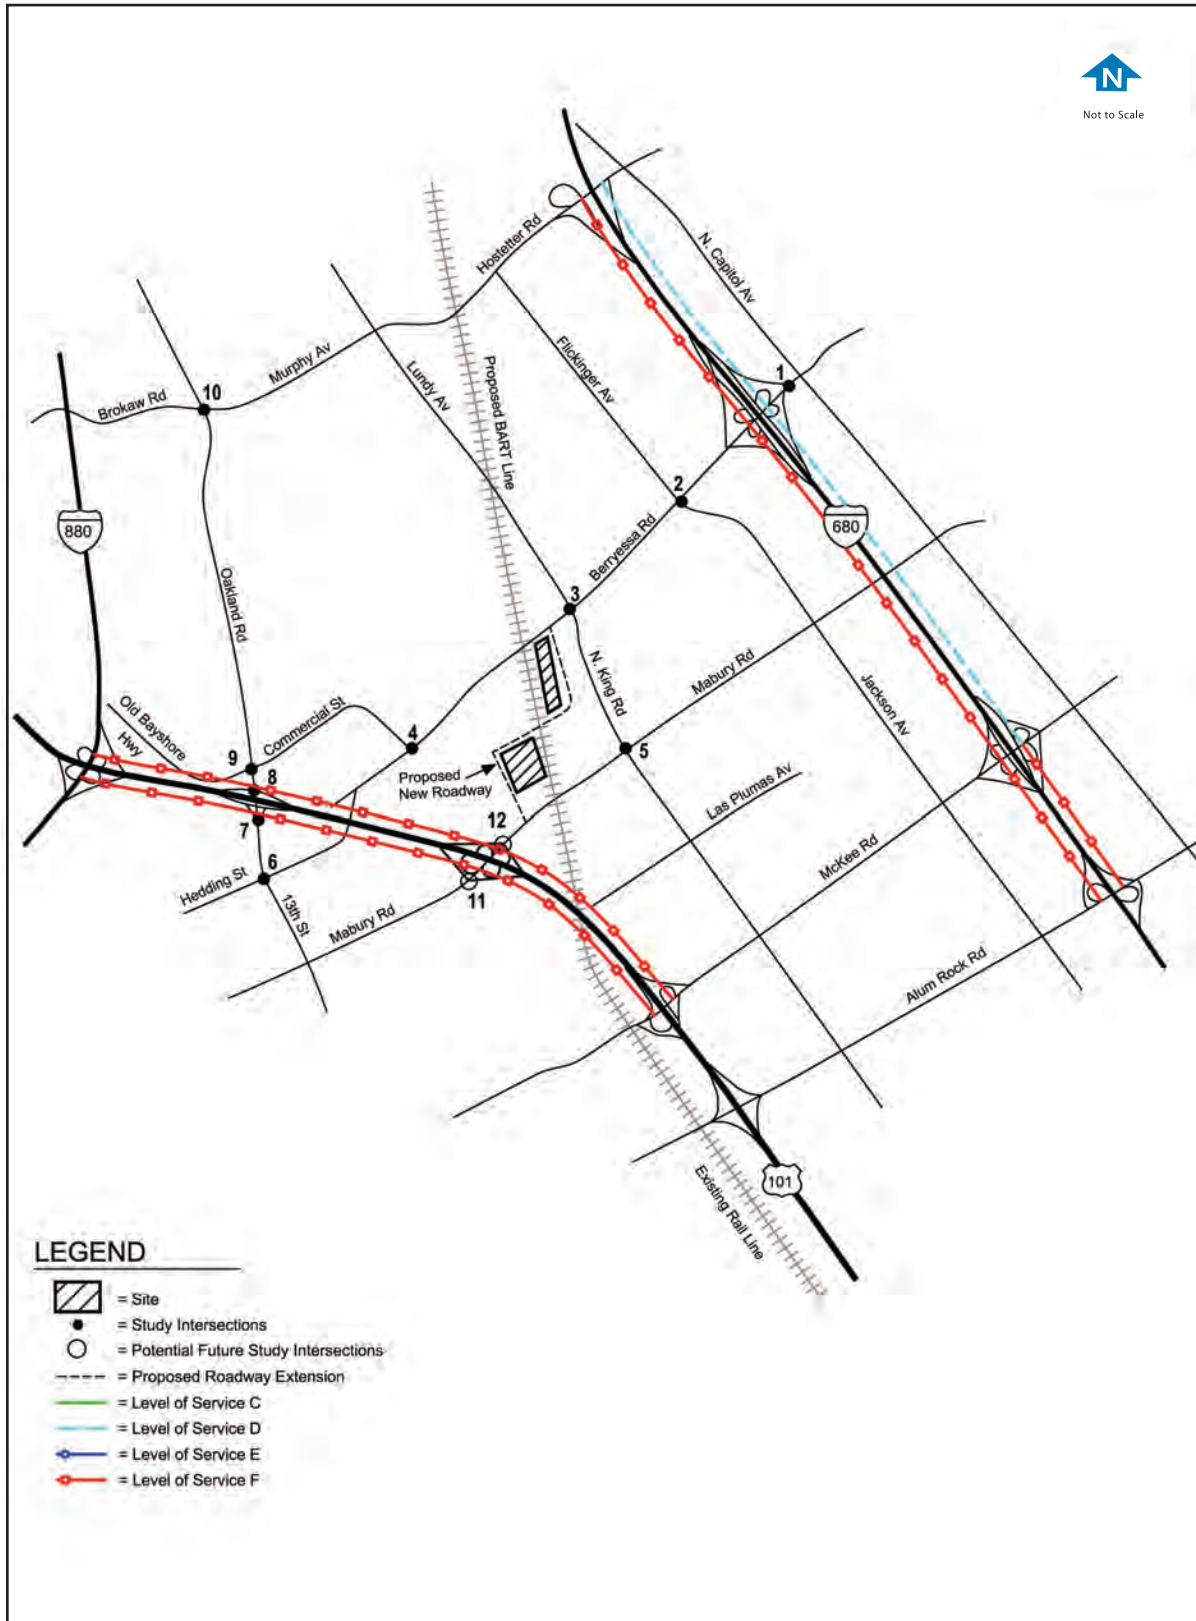 N
Not to Scale
Hostetter Rd
N. Capitol Av
Murphy Av
Brokaw Rd
10
Lundy Av
Proposed BART Line
Flickinger Av
1
2
880
680
Berryessa Rd
Oakland Rd
3
N. King Rd
Mabury Rd
Jackson Av
Old Bayshore
Hwy
Commercial St
4
5
9
8
Proposed
New Roadway
Las Plumas Av
7
12
McKee Rd
6
Hedding St
11
13th St
Mabury Rd
Alum Rock Rd
Existing Rail Line
101
LEGEND
= Site
= Study Intersections
= Potential Future Study Intersections
= Proposed Roadway Extension
= Level of Service C
= Level of Service D
= Level of Service E
= Level of Service F